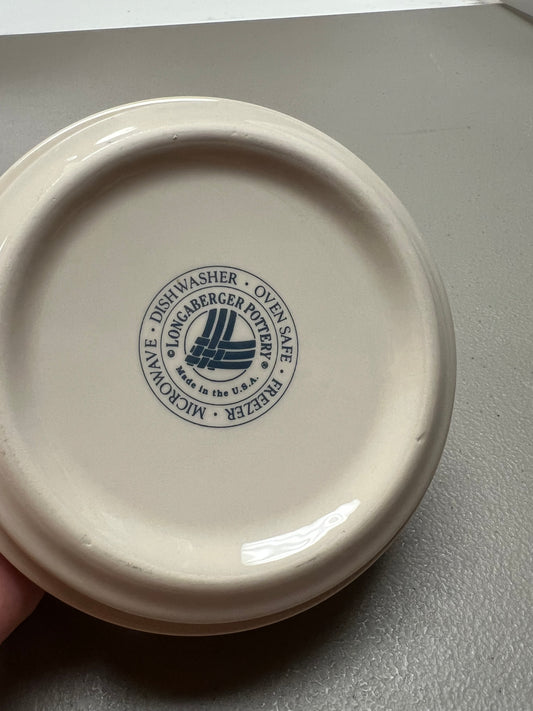 MICROWAVE · DISHWASHER · OVEN SAFE · FREEZER ·
© LONGABERGER POTTERY ®
Made in the U.S.A.